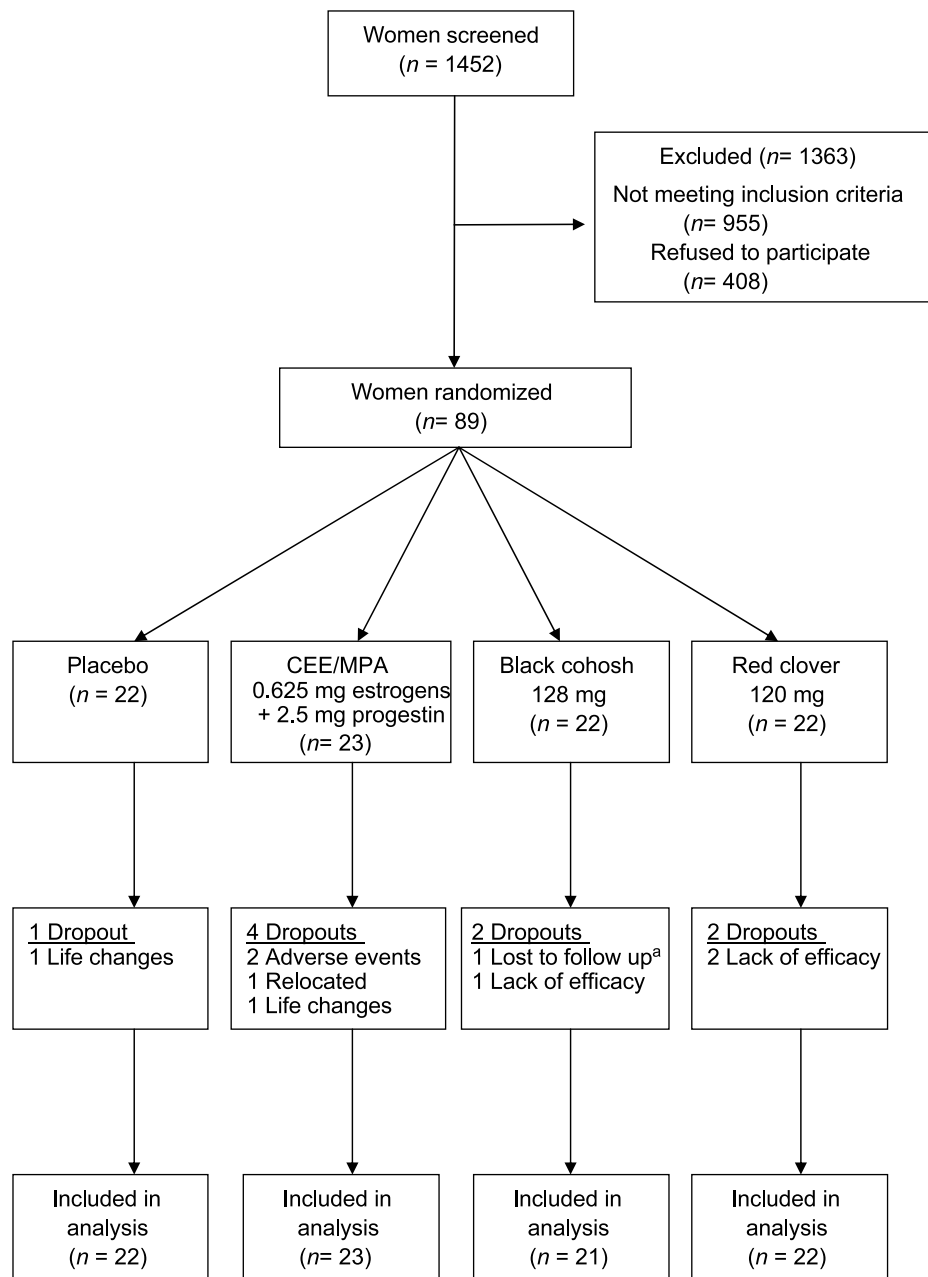 Women screened
(n = 1452)
Excluded (n= 1363)
Not meeting inclusion criteria
(n= 955)
Refused to participate
(n= 408)
Women randomized
(n= 89)
Placebo
(n = 22)
CEE/MPA
0.625 mg estrogens
+ 2.5 mg progestin
(n= 23)
Black cohosh
128 mg
(n = 22)
Red clover
120 mg
(n = 22)
1 Dropout
1 Life changes
4 Dropouts
2 Adverse events
1 Relocated
1 Life changes
2 Dropouts
1 Lost to follow upᵃ
1 Lack of efficacy
2 Dropouts
2 Lack of efficacy
Included in
analysis
(n = 22)
Included in
analysis
(n = 23)
Included in
analysis
(n = 21)
Included in
analysis
(n = 22)